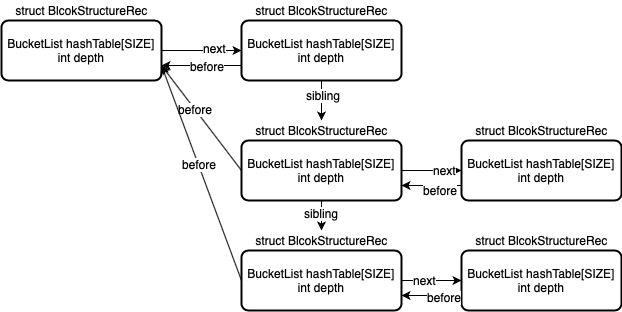 struct BlcokStructureRec
struct BlcokStructureRec
BucketList hashTable[SIZE]
int depth
next
before
BucketList hashTable[SIZE]
int depth
sibling
before
struct BlcokStructureRec
struct BlcokStructureRec
before
BucketList hashTable[SIZE]
int depth
next
before
BucketList hashTable[SIZE]
int depth
sibling
struct BlcokStructureRec
struct BlcokStructureRec
BucketList hashTable[SIZE]
int depth
next
before
BucketList hashTable[SIZE]
int depth